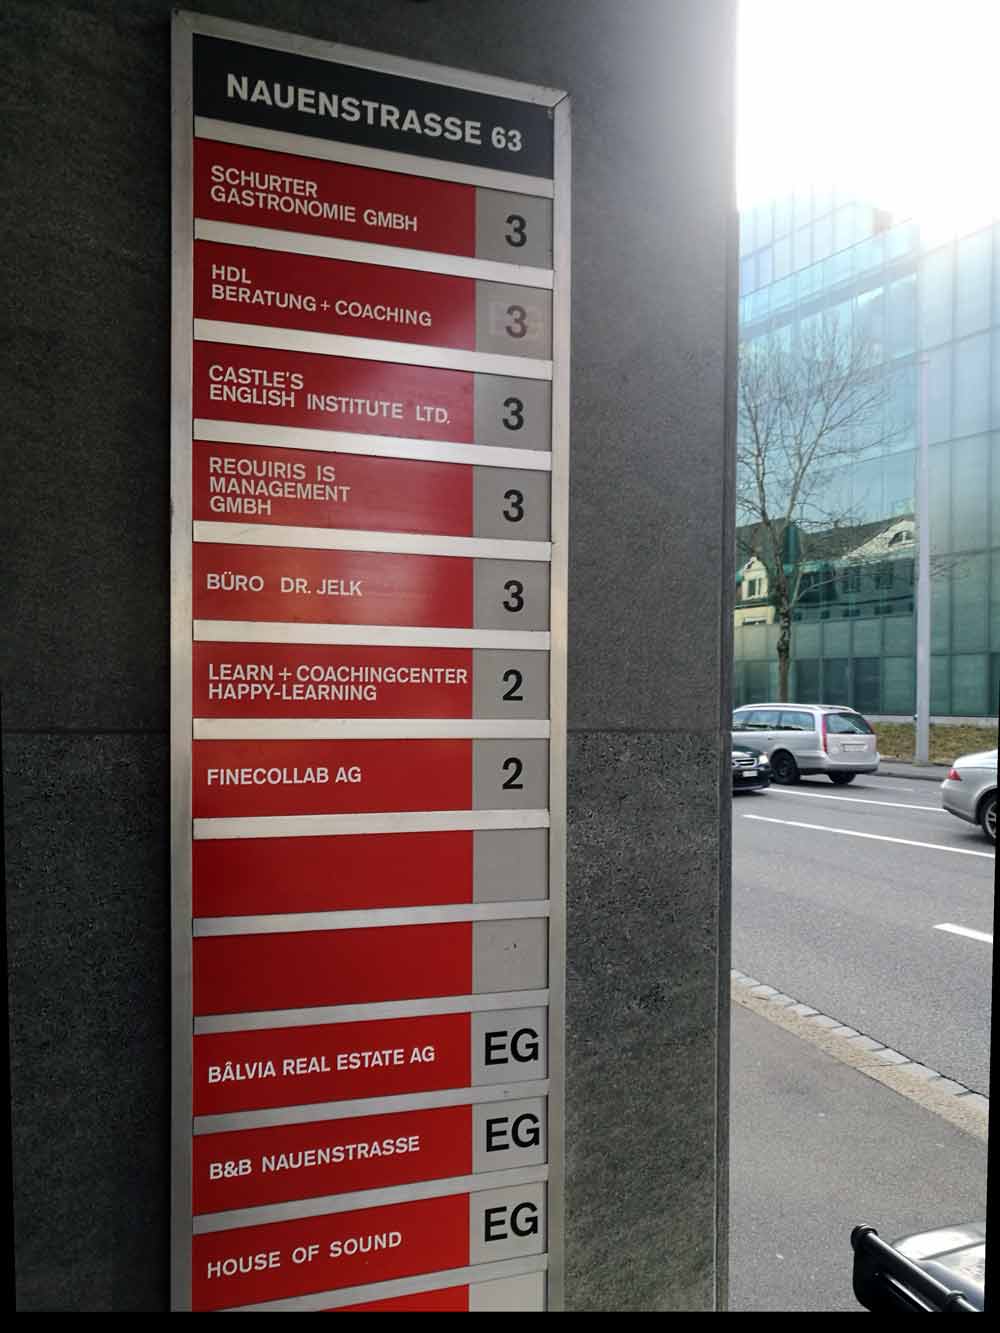 NAUENSTRASSE 63
SCHURTER
GASTRONOMIE GMBH
3
HDL
BERATUNG + COACHING
3
CASTLE'S
ENGLISH INSTITUTE LTD.
3
REQUIRIS IS
MANAGEMENT
GMBH
3
BÜRO DR. JELK
3
LEARN + COACHINGCENTER
HAPPY-LEARNING
2
FINECOLLAB AG
2
BÂLVIA REAL ESTATE AG
EG
B&B NAUENSTRASSE
EG
HOUSE OF SOUND
EG